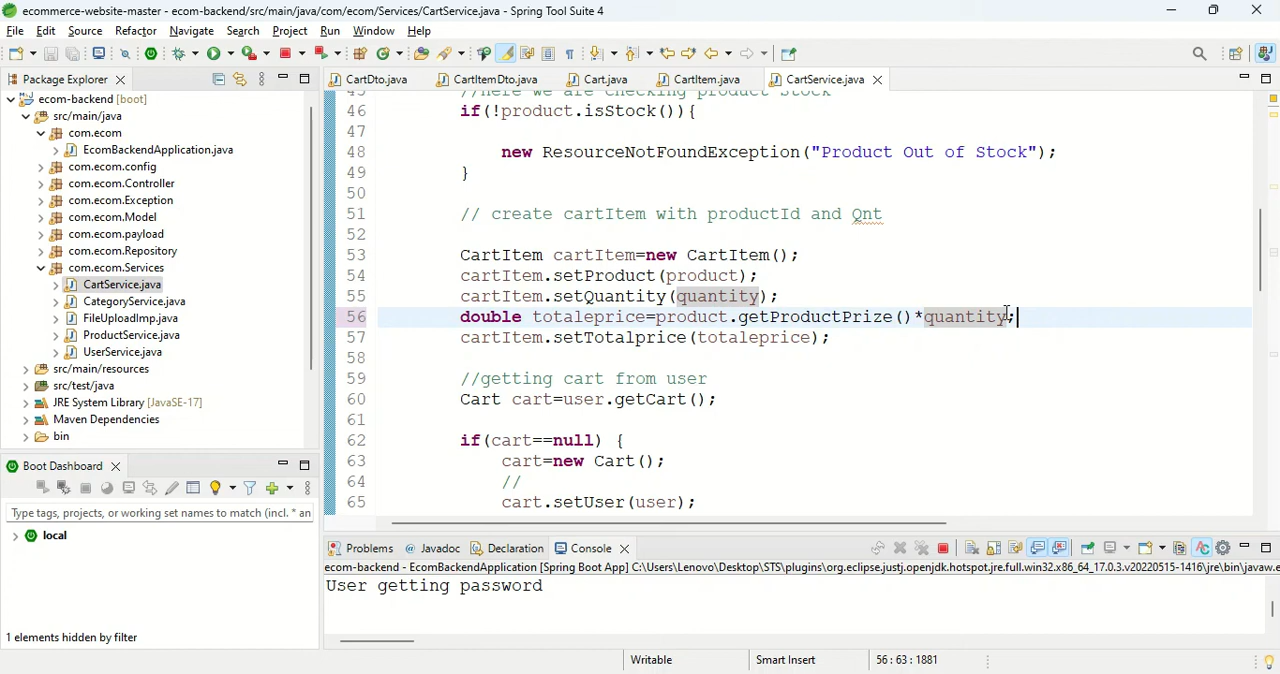 ecommerce-website-master - ecom-backend/src/main/java/com/ecom/Services/CartService.java - Spring Tool Suite 4
File Edit Source Refactor Navigate Search Project Run Window Help
Package Explorer
ecom-backend [boot]
src/main/java
com.ecom
EcomBackendApplication.java
com.ecom.config
com.ecom.Controller
com.ecom.Exception
com.ecom.Model
com.ecom.payload
com.ecom.Repository
com.ecom.Services
CartService.java
CategoryService.java
FileUploadImp.java
ProductService.java
UserService.java
src/main/resources
src/test/java
JRE System Library [JavaSE-17]
Maven Dependencies
bin
Boot Dashboard
Type tags, projects, or working set names to match (incl. * an
local
1 elements hidden by filter
CartDto.java CartItemDto.java Cart.java CartItem.java CartService.java
45 //here we are checking product Stock
46 if(!product.isStock()){
47
48 new ResourceNotFoundException("Product Out of Stock");
49 }
50
51 // create cartItem with productId and Qnt
52
53 CartItem cartItem=new CartItem();
54 cartItem.setProduct(product);
55 cartItem.setQuantity(quantity);
56 double totaleprice=product.getProductPrize()*quantity;
57 cartItem.setTotalprice(totaleprice);
58
59 //getting cart from user
60 Cart cart=user.getCart();
61
62 if(cart==null) {
63 cart=new Cart();
64 //
65 cart.setUser(user);
Problems @ Javadoc Declaration Console
ecom-backend - EcomBackendApplication [Spring Boot App] C:\Users\Lenovo\Desktop\STS\plugins\org.eclipse.justj.openjdk.hotspot.jre.full.win32.x86_64_17.0.3.v20220515-1416\jre\bin\javaw.e
User getting password
Writable Smart Insert 56 : 63 : 1881